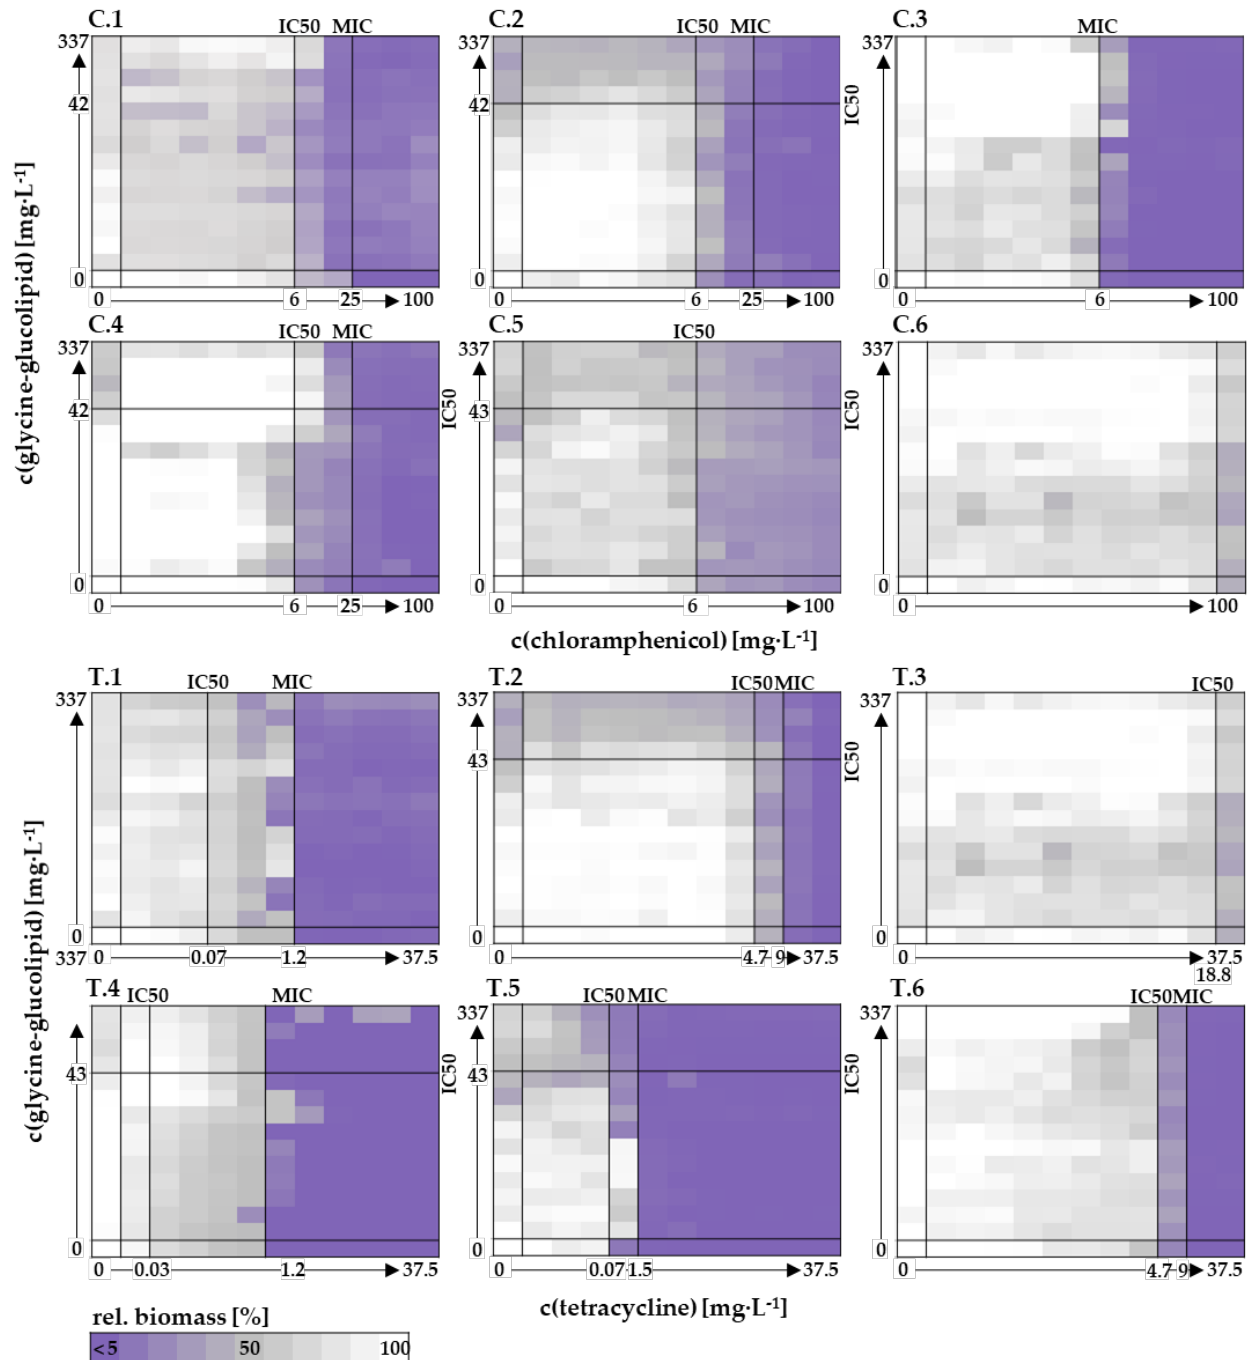 C.1
IC50 MIC
337
42
0
0
6
25
100
C.2
IC50 MIC
337
42
0
IC50
0
6
25
100
C.3
MIC
337
0
0
6
100
c(glycine-glucolipid) [mg·L-1]
C.4
IC50 MIC
337
42
0
IC50
0
6
25
100
C.5
IC50
337
43
0
IC50
0
6
100
C.6
337
0
0
100
c(chloramphenicol) [mg·L-1]
T.1
IC50
MIC
337
0
0
0.07
1.2
37.5
T.2
IC50MIC
337
43
0
IC50
0
4.7
9
37.5
T.3
IC50
337
0
0
37.5
18.8
c(glycine-glucolipid) [mg·L-1]
T.4
IC50
MIC
337
43
0
IC50
0
0.03
1.2
37.5
T.5
IC50MIC
337
43
0
IC50
0
0.07
1.5
37.5
T.6
IC50MIC
337
0
0
4.7
9
37.5
c(tetracycline) [mg·L-1]
rel. biomass [%]
<5
50
100